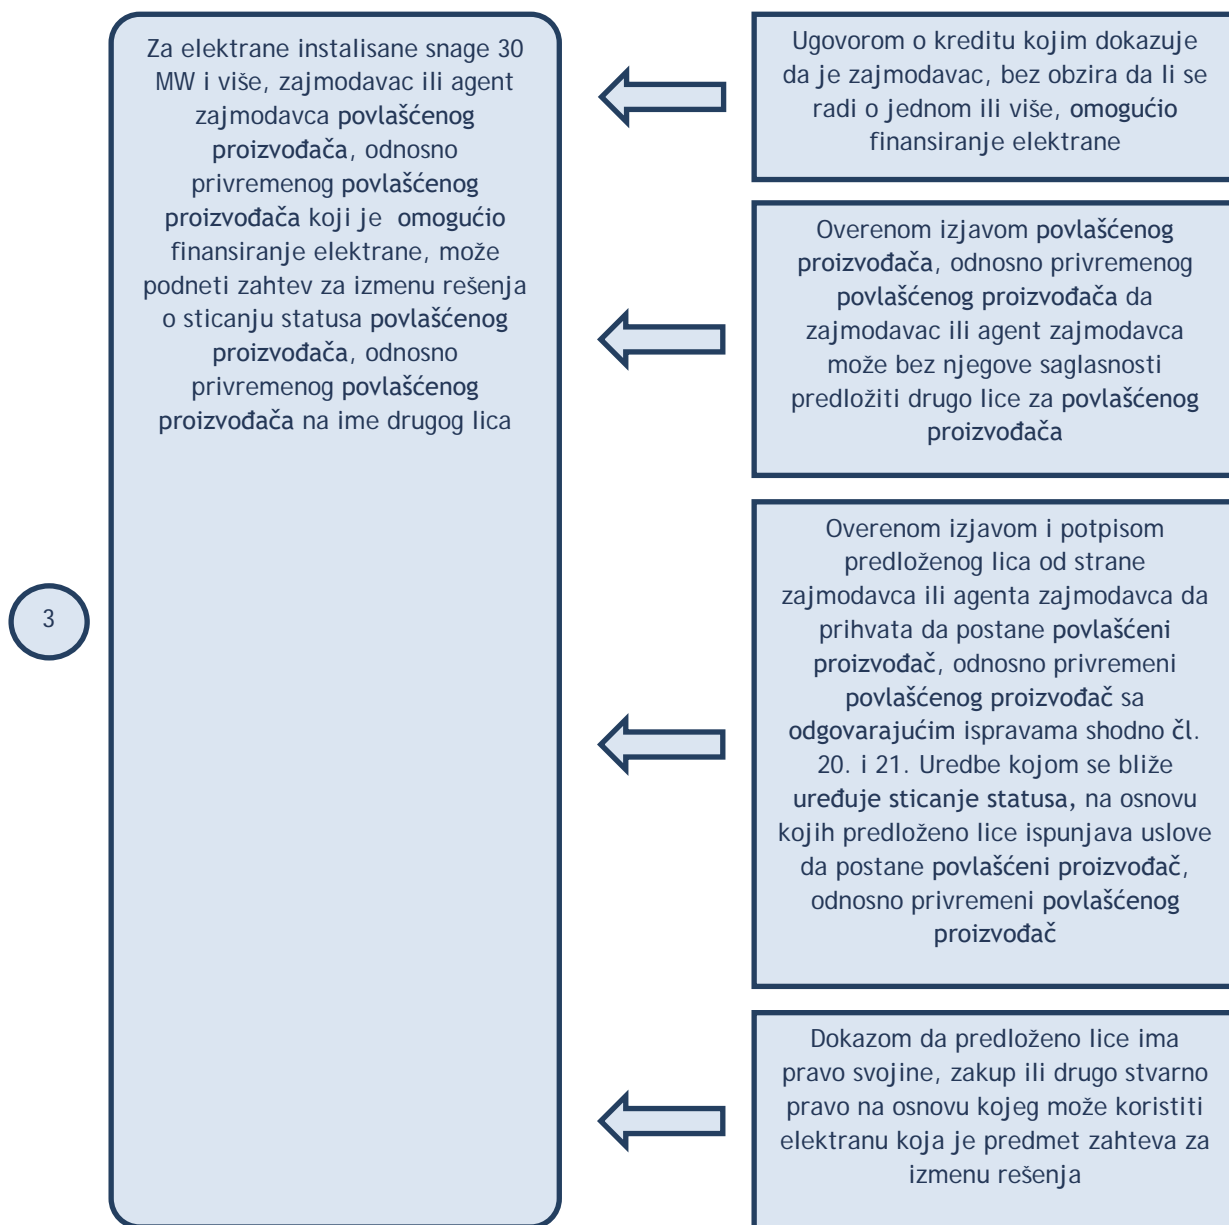 Za elektrane instalisane snage 30
MW i više, zajmodavac ili agent
zajmodavca povlašćenog
proizvođača, odnosno
privremenog povlašćenog
proizvođača koji je omogućio
finansiranje elektrane, može
podneti zahtev za izmenu rešenja
o sticanju statusa povlašćenog
proizvođača, odnosno
privremenog povlašćenog
proizvođača na ime drugog lica
3
Ugovorom o kreditu kojim dokazuje
da je zajmodavac, bez obzira da li se
radi o jednom ili više, omogućio
finansiranje elektrane
Overenom izjavom povlašćenog
proizvođača, odnosno privremenog
povlašćenog proizvođača da
zajmodavac ili agent zajmodavca
može bez njegove saglasnosti
predložiti drugo lice za povlašćenog
proizvođača
Overenom izjavom i potpisom
predloženog lica od strane
zajmodavca ili agenta zajmodavca da
prihvata da postane povlašćeni
proizvođač, odnosno privremeni
povlašćenog proizvođač sa
odgovarajućim ispravama shodno čl.
20. i 21. Uredbe kojom se bliže
uređuje sticanje statusa, na osnovu
kojih predloženo lice ispunjava uslove
da postane povlašćeni proizvođač,
odnosno privremeni povlašćenog
proizvođač
Dokazom da predloženo lice ima
pravo svojine, zakup ili drugo stvarno
pravo na osnovu kojeg može koristiti
elektranu koja je predmet zahteva za
izmenu rešenja